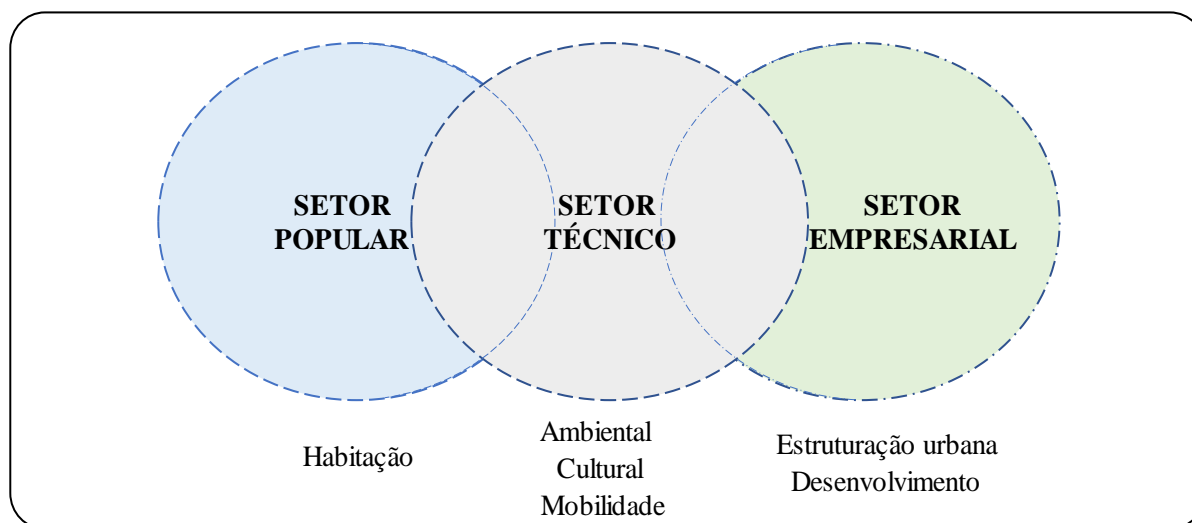 SETOR
POPULAR
SETOR
TÉCNICO
SETOR
EMPRESARIAL
Habitação
Ambiental
Cultural
Mobilidade
Estruturação urbana
Desenvolvimento